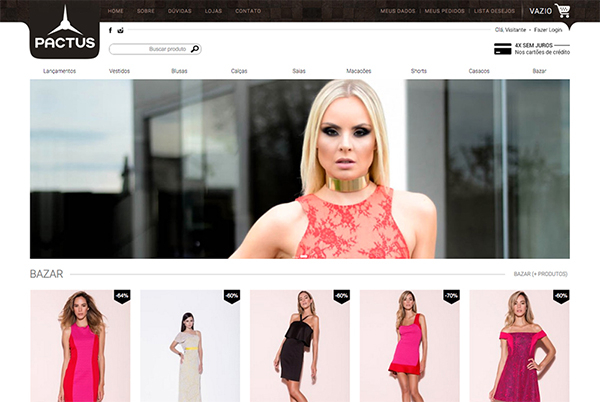 HOME SOBRE DÚVIDAS LOJAS CONTATO MEUS DADOS MEUS PEDIDOS LISTA DESEJOS VAZIO
PACTUS
Olá, Visitante - Fazer Login
Buscar produto
4X SEM JUROS
Nos cartões de crédito
Lançamentos Vestidos Blusas Calças Saias Macacões Shorts Casacos Bazar
BAZAR
BAZAR (+ PRODUTOS)
-64% -60% -60% -70% -60%